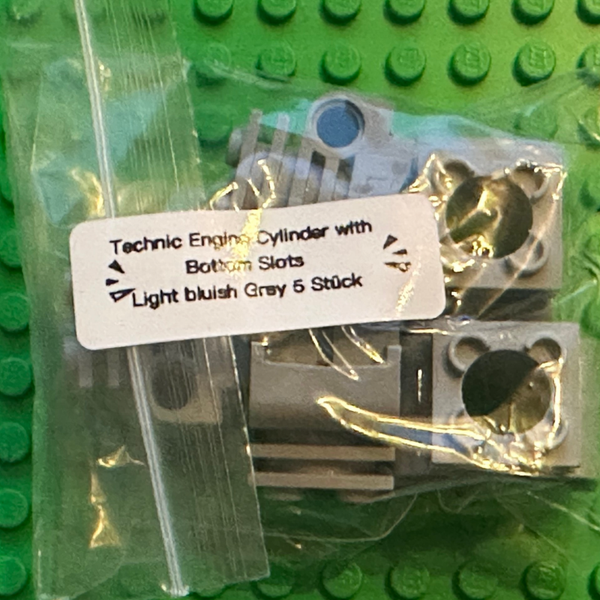 Technic Engine Cylinder with
Bottom Slots
Light bluish Gray 5 Stück